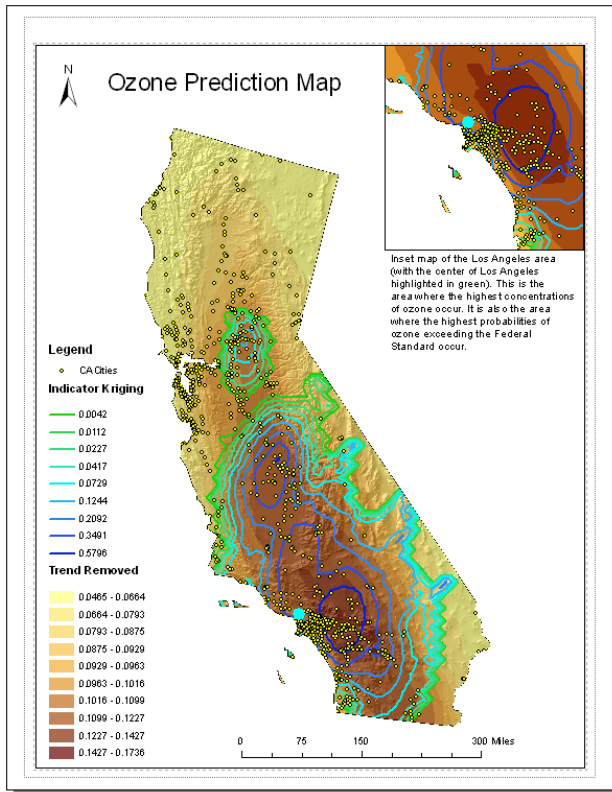 N
Ozone Prediction Map
Inset map of the Los Angeles area
(with the center of Los Angeles
highlighted in green). This is the
area where the highest concentrations
of ozone occur. It is also the area
where the highest probabilities of
ozone exceeding the Federal
Standard occur.
Legend
CA Cities
Indicator Kriging
0.0042
0.0112
0.0227
0.0417
0.0729
0.1244
0.2092
0.3491
0.5796
Trend Removed
0.0465 - 0.0664
0.0664 - 0.0793
0.0793 - 0.0875
0.0875 - 0.0929
0.0929 - 0.0963
0.0963 - 0.1016
0.1016 - 0.1099
0.1099 - 0.1227
0.1227 - 0.1427
0.1427 - 0.1736
0 75 150 300 Miles